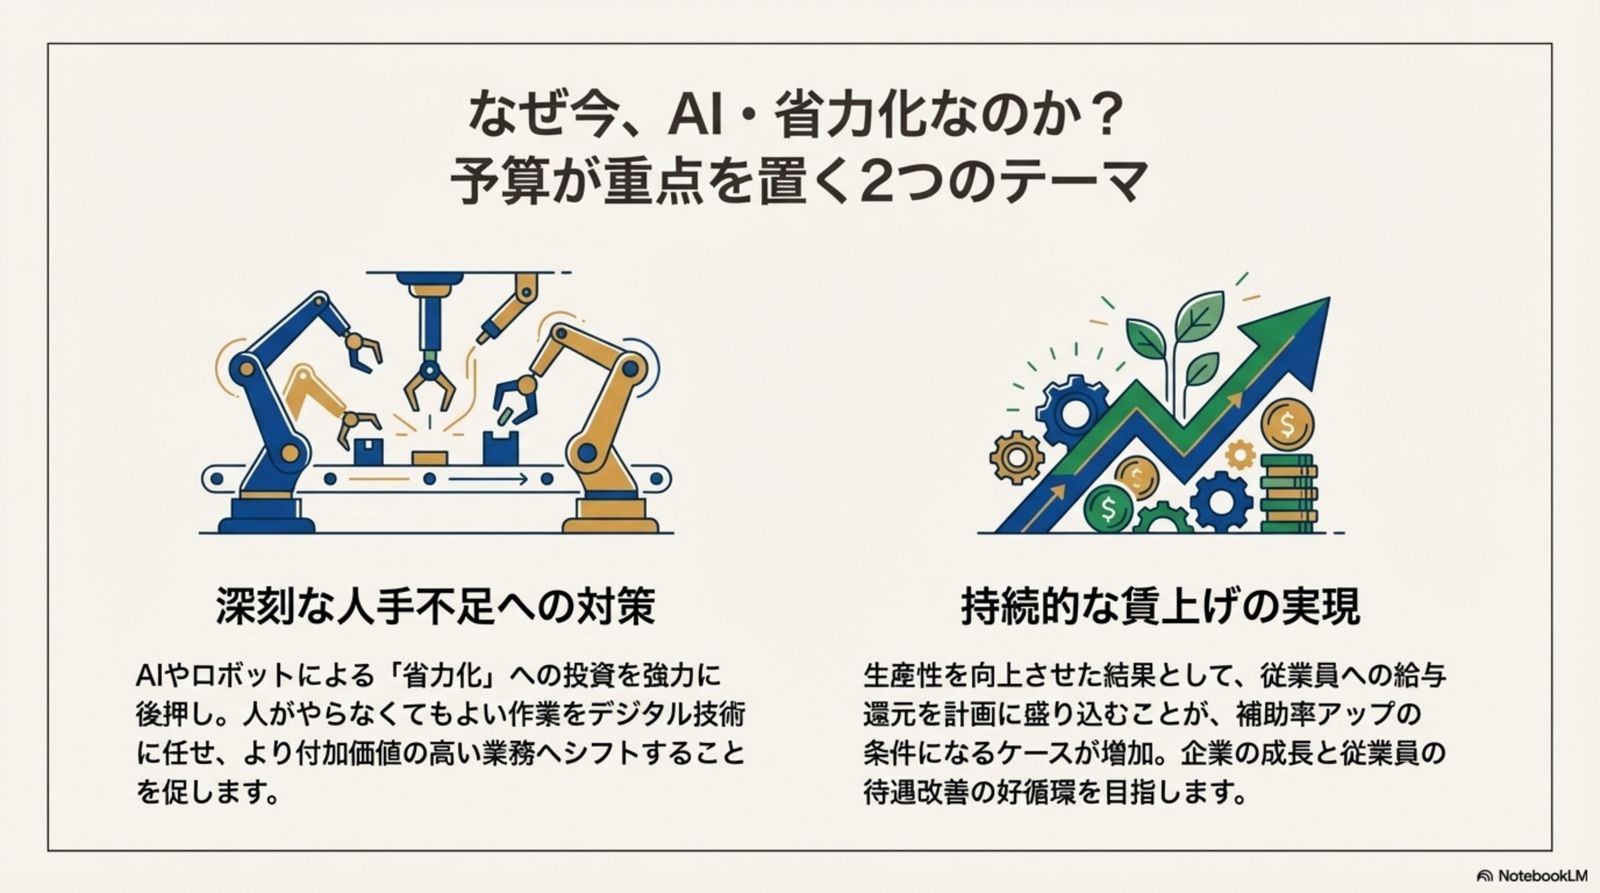 なぜ今、AI・省力化なのか？
予算が重点を置く2つのテーマ
深刻な人手不足への対策
AIやロボットによる「省力化」への投資を強力に
後押し。人がやらなくてもよい作業をデジタル技術
に任せ、より付加価値の高い業務へシフトすること
を促します。
持続的な賃上げの実現
生産性を向上させた結果として、従業員への給与
還元を計画に盛り込むことが、補助率アップの
条件になるケースが増加。企業の成長と従業員の
待遇改善の好循環を目指します。
$
$
$
$
NotebookLM